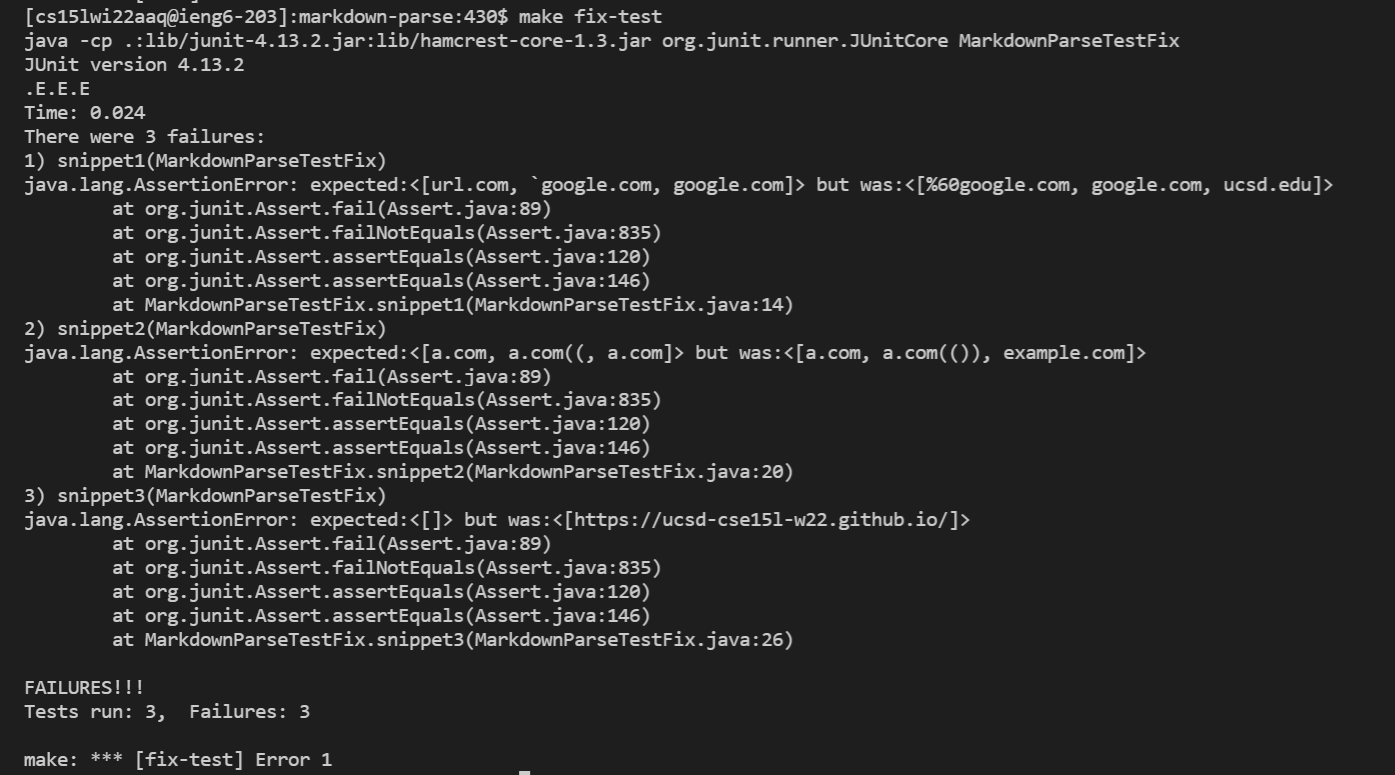 [cs15lwi22aaq@ieng6-203]:markdown-parse:430$ make fix-test
java -cp .:lib/junit-4.13.2.jar:lib/hamcrest-core-1.3.jar org.junit.runner.JUnitCore MarkdownParseTestFix
JUnit version 4.13.2
.E.E.E
Time: 0.024
There were 3 failures:
1) snippet1(MarkdownParseTestFix)
java.lang.AssertionError: expected:<[url.com, `google.com, google.com]> but was:<[%60google.com, google.com, ucsd.edu]>
        at org.junit.Assert.fail(Assert.java:89)
        at org.junit.Assert.failNotEquals(Assert.java:835)
        at org.junit.Assert.assertEquals(Assert.java:120)
        at org.junit.Assert.assertEquals(Assert.java:146)
        at MarkdownParseTestFix.snippet1(MarkdownParseTestFix.java:14)
2) snippet2(MarkdownParseTestFix)
java.lang.AssertionError: expected:<[a.com, a.com((, a.com]> but was:<[a.com, a.com(()), example.com]>
        at org.junit.Assert.fail(Assert.java:89)
        at org.junit.Assert.failNotEquals(Assert.java:835)
        at org.junit.Assert.assertEquals(Assert.java:120)
        at org.junit.Assert.assertEquals(Assert.java:146)
        at MarkdownParseTestFix.snippet2(MarkdownParseTestFix.java:20)
3) snippet3(MarkdownParseTestFix)
java.lang.AssertionError: expected:<[]> but was:<[https://ucsd-cse15l-w22.github.io/]>
        at org.junit.Assert.fail(Assert.java:89)
        at org.junit.Assert.failNotEquals(Assert.java:835)
        at org.junit.Assert.assertEquals(Assert.java:120)
        at org.junit.Assert.assertEquals(Assert.java:146)
        at MarkdownParseTestFix.snippet3(MarkdownParseTestFix.java:26)
FAILURES!!!
Tests run: 3,  Failures: 3
make: *** [fix-test] Error 1